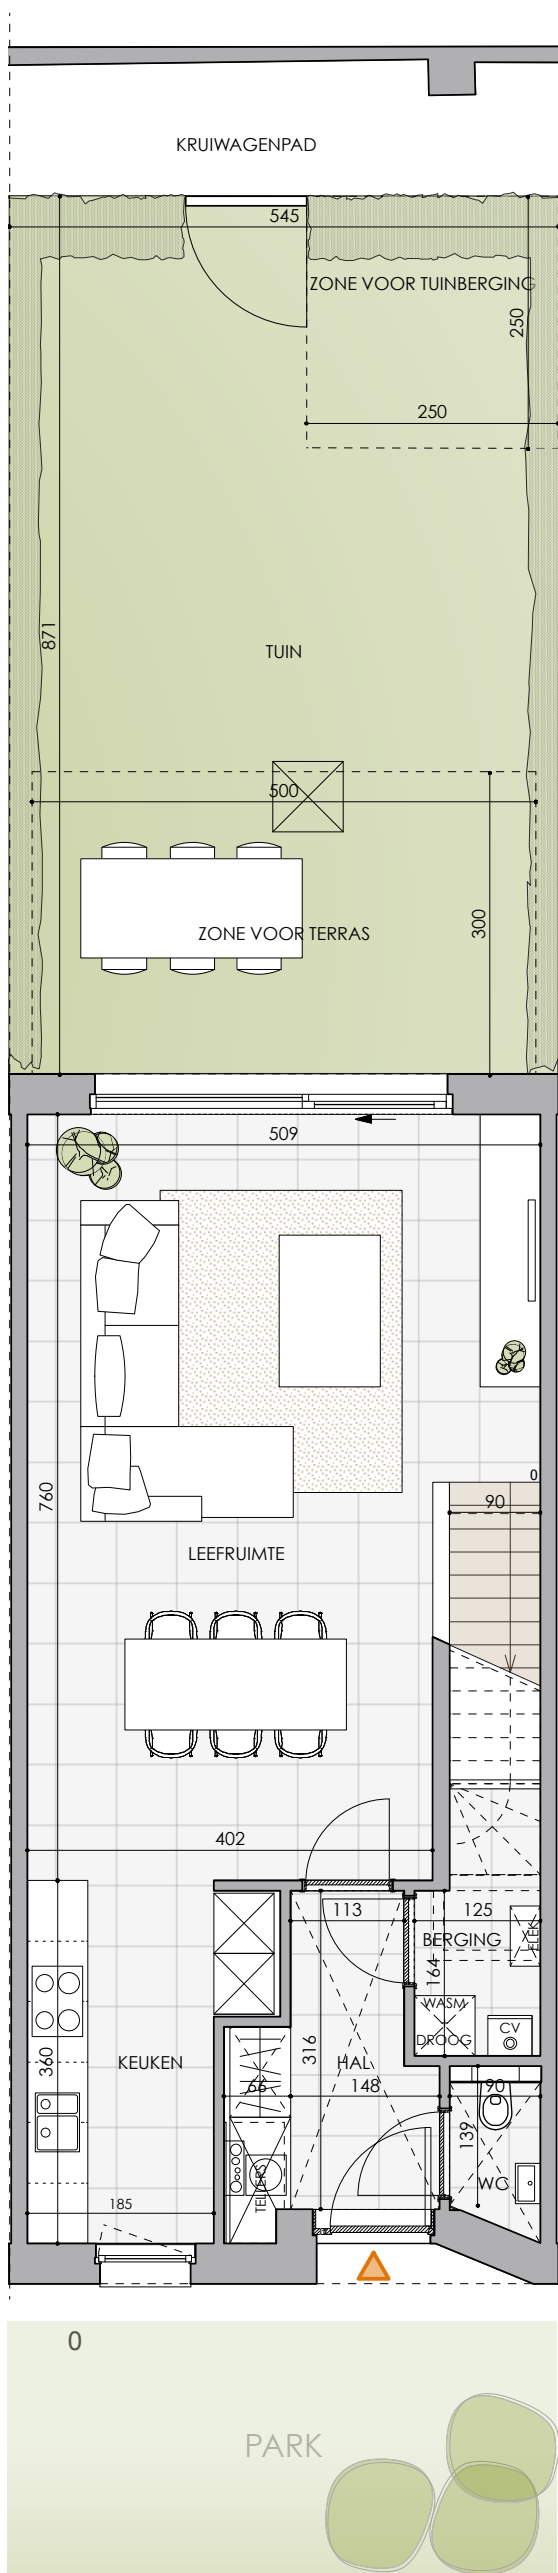 KRUIWAGENPAD
545
ZONE VOOR TUINBERGING
250
250
871
TUIN
500
300
ZONE VOOR TERRAS
509
0
90
760
LEEFRUIMTE
402
113
125
BERGING
ELEK
164
WASM
DROOG
CV
316
360
KEUKEN
HAL
66
148
90
139
TELLERS
WC
185
0
PARK